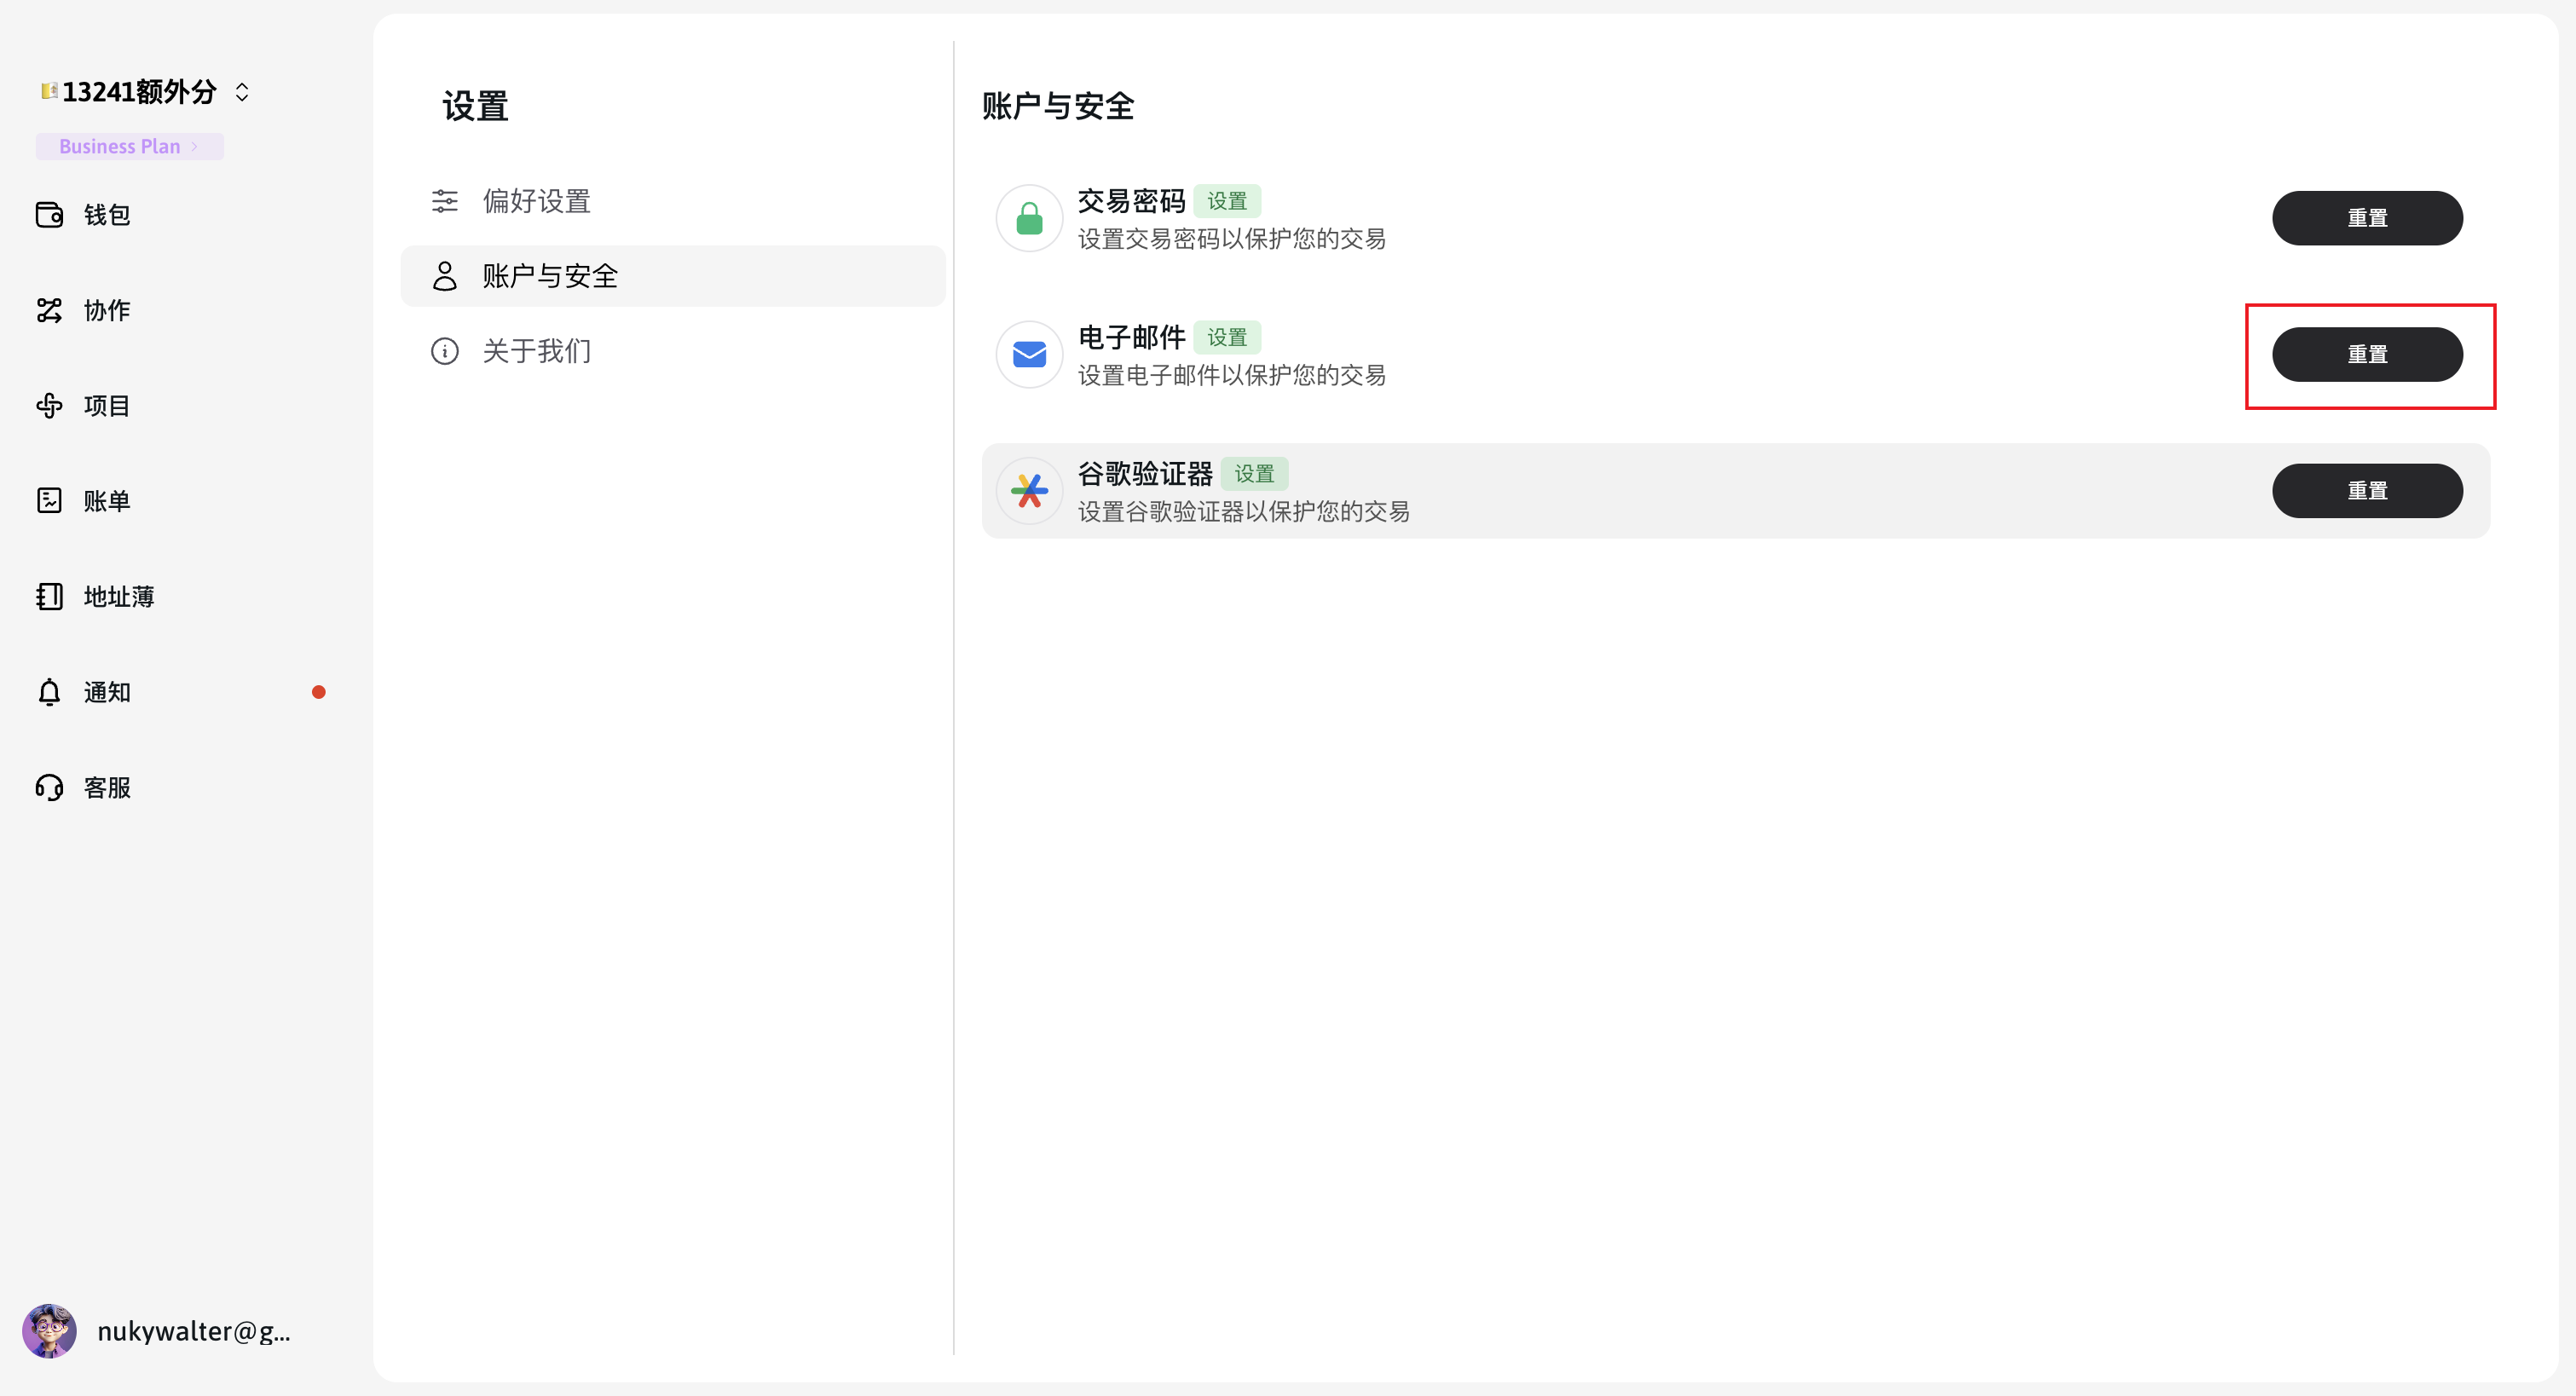 13241额外分
Business Plan
钱包
协作
项目
账单
地址薄
通知
客服
nukywalter@g...
设置
偏好设置
账户与安全
关于我们
账户与安全
交易密码 设置
设置交易密码以保护您的交易
重置
电子邮件 设置
设置电子邮件以保护您的交易
重置
谷歌验证器 设置
设置谷歌验证器以保护您的交易
重置